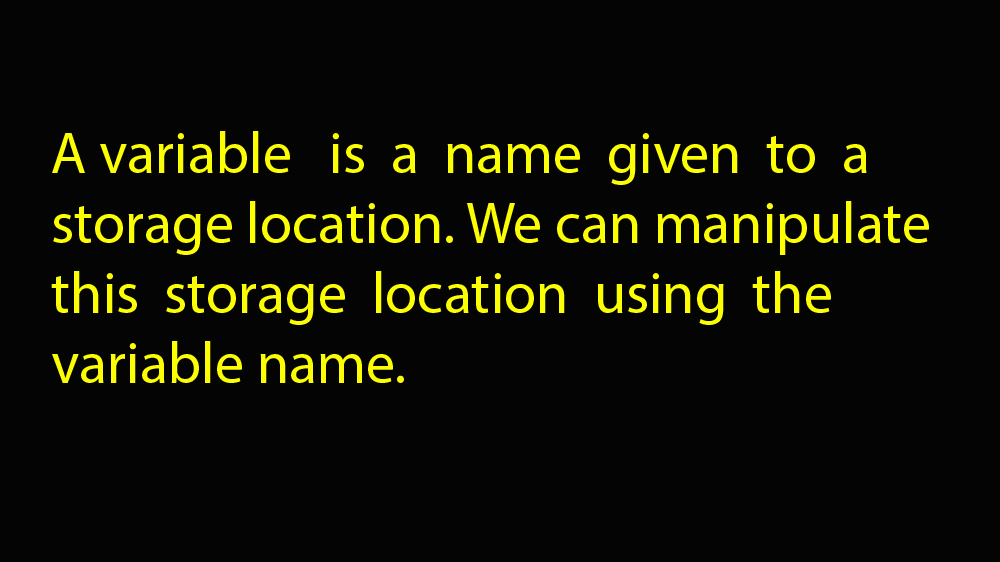 A variable is a name given to a
storage location. We can manipulate
this storage location using the
variable name.